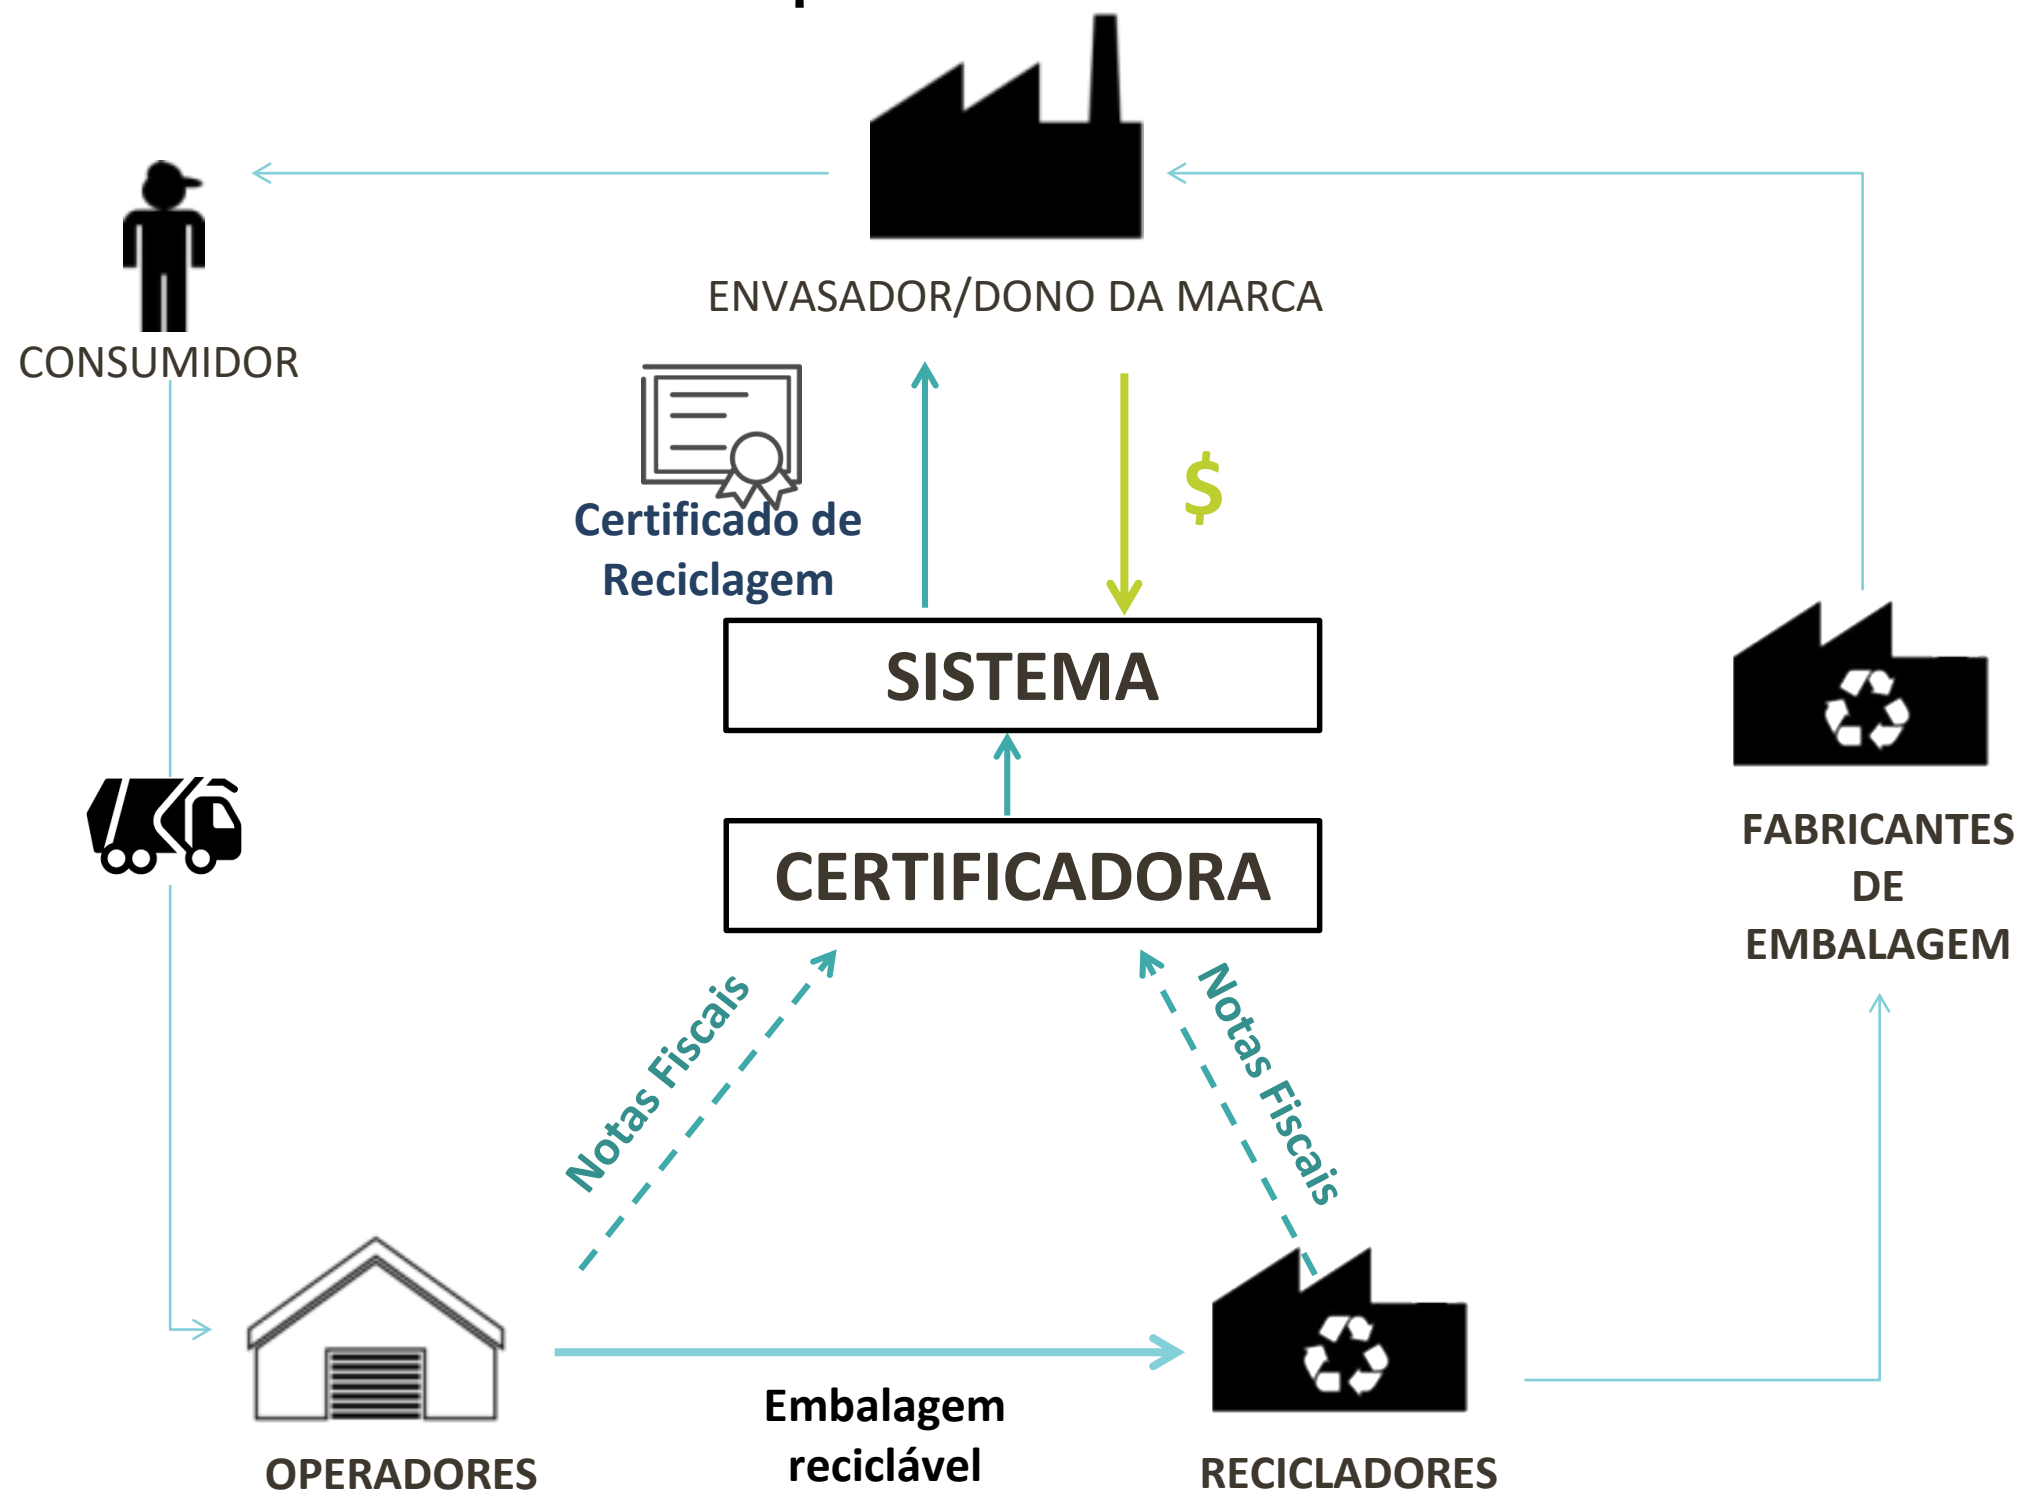 ENVASADOR/DONO DA MARCA
CONSUMIDOR
$
Certificado de
Reciclagem
SISTEMA
CERTIFICADORA
FABRICANTES
DE
EMBALAGEM
Notas Fiscais
Notas Fiscais
Embalagem
reciclável
OPERADORES
RECICLADORES